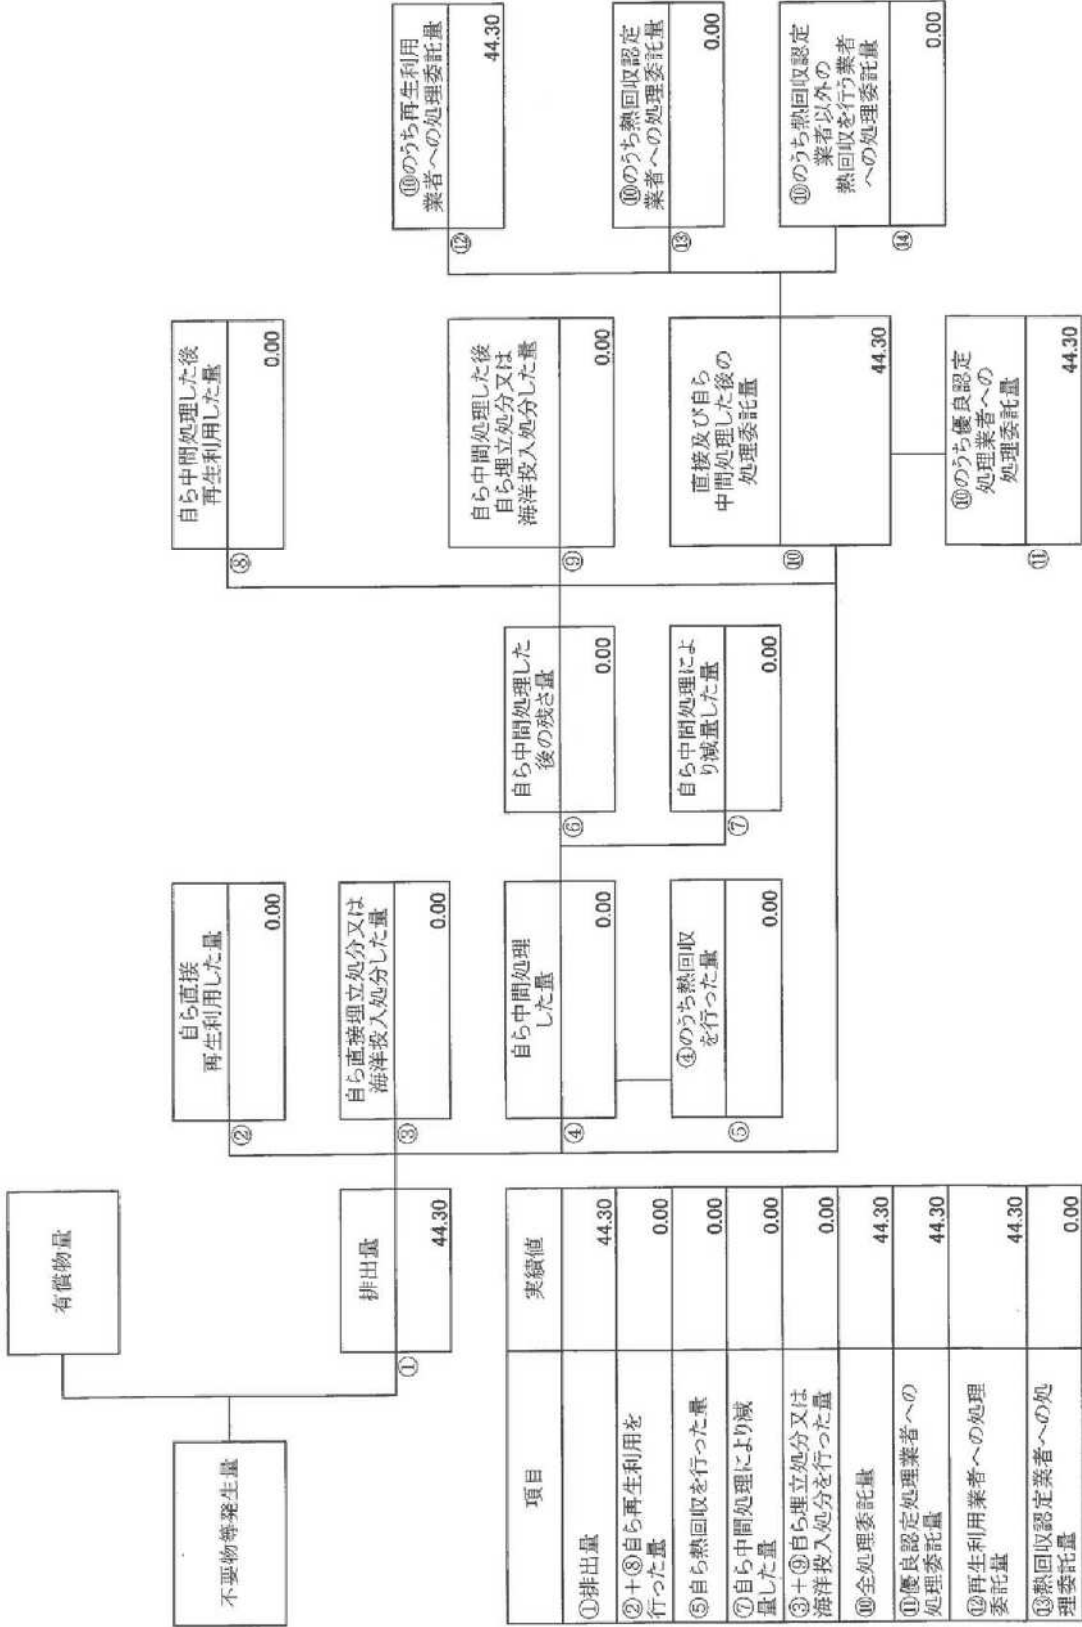 不要物等発生量
有償物量
排出量
①
44.30
自ら直接
再生利用した量
②
0.00
自ら直接埋立処分又は
海洋投入処分した量
③
0.00
自ら中間処理
した量
④
0.00
④のうち熱回収
を行った量
⑤
0.00
自ら中間処理した
後の残さ量
⑥
0.00
自ら中間処理によ
り減量した量
⑦
0.00
自ら中間処理した後
再生利用した量
⑧
0.00
自ら中間処理した後
自ら埋立処分又は
海洋投入処分した量
⑨
0.00
直接及び自ら
中間処理した後の
処理委託量
⑩
44.30
⑩のうち優良認定
処理業者への
処理委託量
⑪
44.30
⑩のうち再生利用
業者への処理委託量
⑫
44.30
⑩のうち熱回収認定
業者への処理委託量
⑬
0.00
⑩のうち熱回収認定
業者以外の
熱回収を行う業者
への処理委託量
⑭
0.00
項目 実績値
①排出量 44.30
②+⑧自ら再生利用を
行った量 0.00
⑤自ら熱回収を行った量 0.00
⑦自ら中間処理により減
量した量 0.00
③+⑨自ら埋立処分又は
海洋投入処分を行った量 0.00
⑩全処理委託量 44.30
⑪優良認定処理業者への
処理委託量 44.30
⑫再生利用業者への処理
委託量 44.30
⑬熱回収認定業者への処
理委託量 0.00